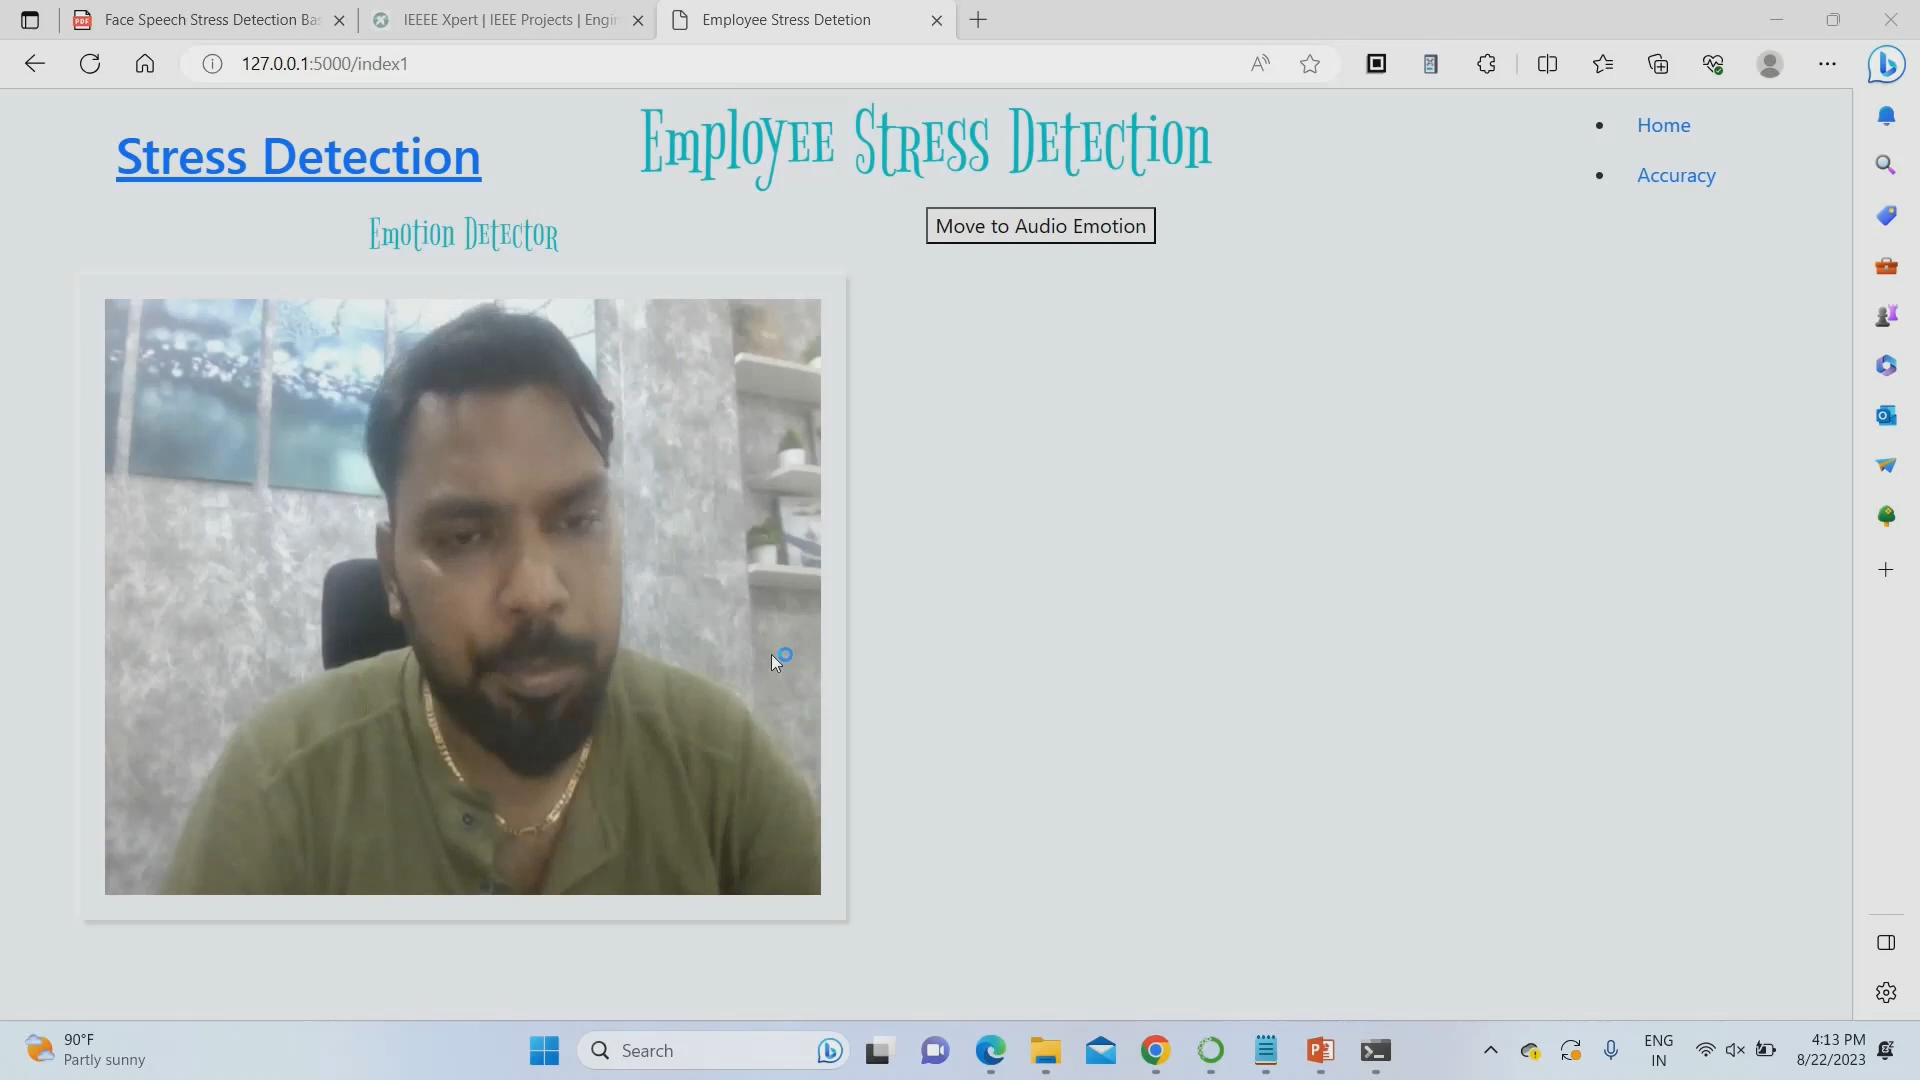 Face Speech Stress Detection Bas
IEEEE Xpert | IEEE Projects | Engin
Employee Stress Detetion
127.0.0.1:5000/index1
Stress Detection
Employee Stress Detection
Home
Accuracy
Emotion Detector
Move to Audio Emotion
90°F
Partly sunny
Search
ENG
IN
4:13 PM
8/22/2023